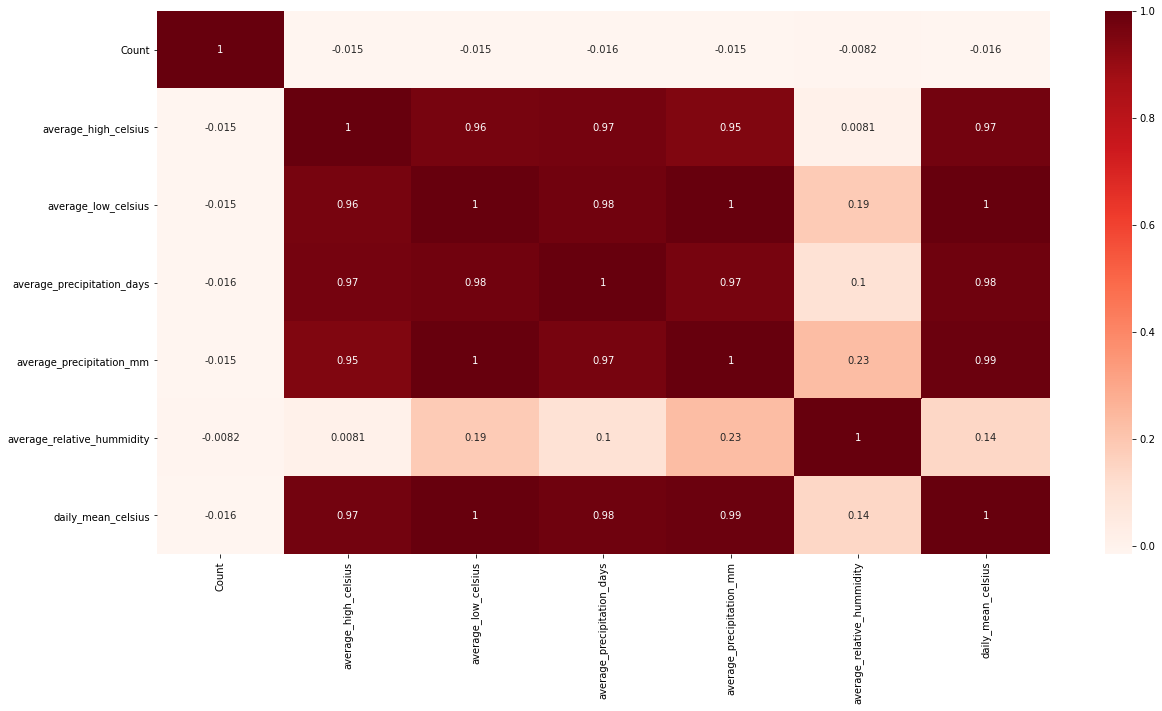 Count 1 -0.015 -0.015 -0.016 -0.015 -0.0082 -0.016
average_high_celsius -0.015 1 0.96 0.97 0.95 0.0081 0.97
average_low_celsius -0.015 0.96 1 0.98 1 0.19 1
average_precipitation_days -0.016 0.97 0.98 1 0.97 0.1 0.98
average_precipitation_mm -0.015 0.95 1 0.97 1 0.23 0.99
average_relative_hummidity -0.0082 0.0081 0.19 0.1 0.23 1 0.14
daily_mean_celsius -0.016 0.97 1 0.98 0.99 0.14 1
Count
average_high_celsius
average_low_celsius
average_precipitation_days
average_precipitation_mm
average_relative_hummidity
daily_mean_celsius
1.0
0.8
0.6
0.4
0.2
0.0